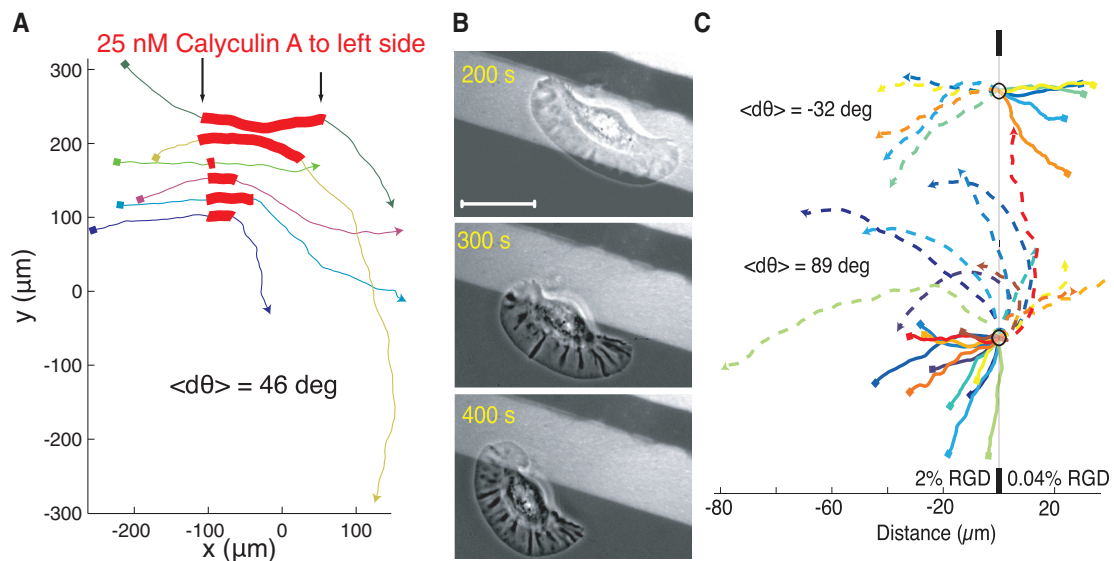 A
25 nM Calyculin A to left side
300
200
100
0
-100
-200
-300
y (μm)
<dθ> = 46 deg
-200
-100
0
100
x (μm)
B
200 s
300 s
400 s
C
<dθ> = -32 deg
<dθ> = 89 deg
2% RGD
0.04% RGD
-80
-60
-40
-20
0
20
Distance (μm)